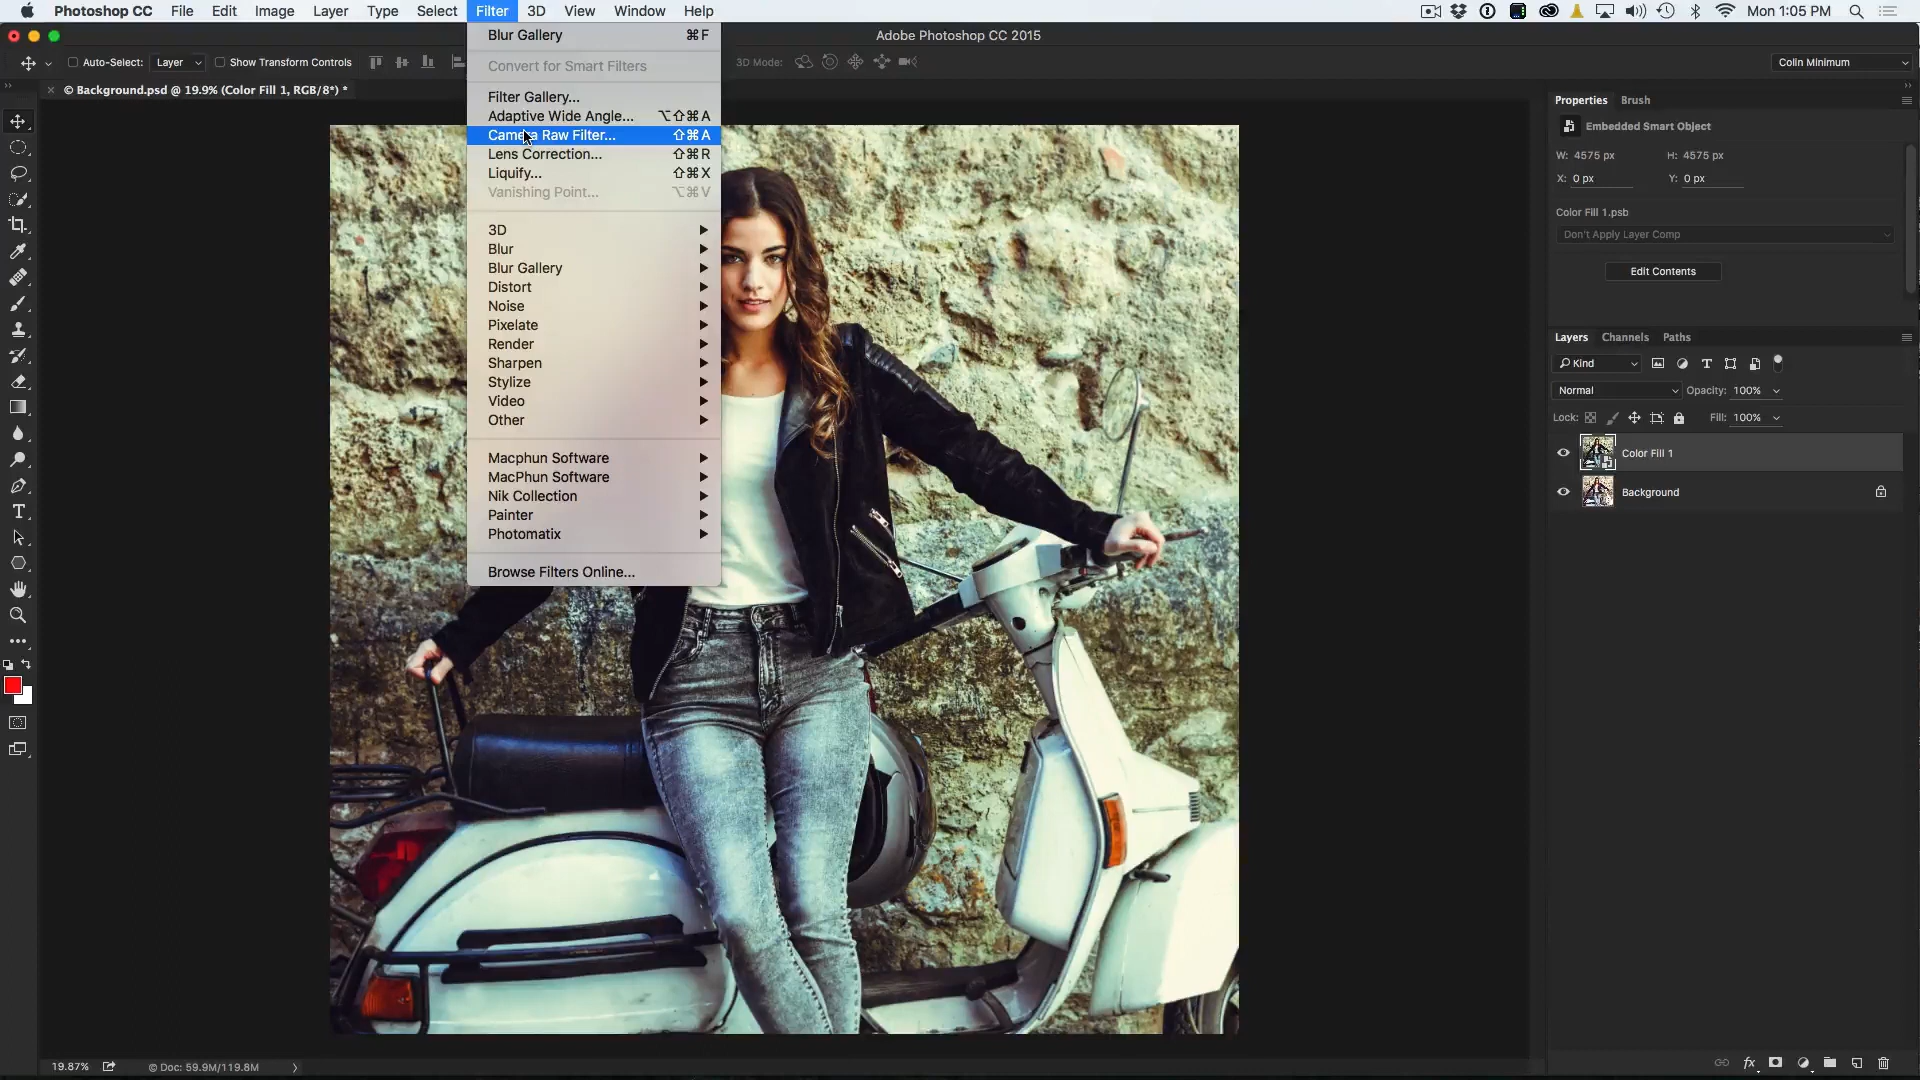 Photoshop CC File Edit Image Layer Type Select Filter 3D View Window Help Mon 1:05 PM
Adobe Photoshop CC 2015
Auto-Select: Layer Show Transform Controls 3D Mode: Colin Minimum
© Background.psd @ 19.9% (Color Fill 1, RGB/8*) *
Blur Gallery ⌘F
Convert for Smart Filters
Filter Gallery...
Adaptive Wide Angle... ⌥⇧⌘A
Camera Raw Filter... ⇧⌘A
Lens Correction... ⇧⌘R
Liquify... ⇧⌘X
Vanishing Point... ⌥⌘V
3D
Blur
Blur Gallery
Distort
Noise
Pixelate
Render
Sharpen
Stylize
Video
Other
Macphun Software
MacPhun Software
Nik Collection
Painter
Photomatix
Browse Filters Online...
Properties Brush
Embedded Smart Object
W: 4575 px H: 4575 px
X: 0 px Y: 0 px
Color Fill 1.psb
Don't Apply Layer Comp
Edit Contents
Layers Channels Paths
Kind
Normal Opacity: 100%
Lock: Fill: 100%
Color Fill 1
Background
19.87% © Doc: 59.9M/119.8M